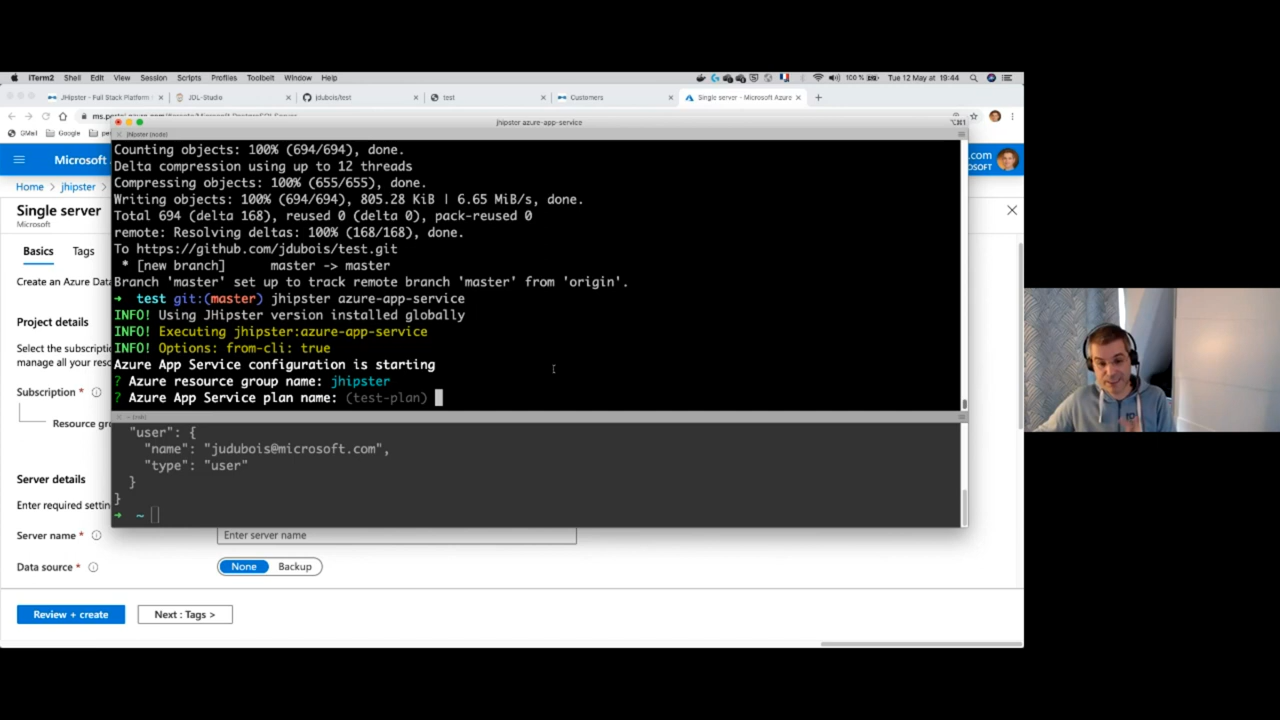 iTerm2 Shell Edit View Session Scripts Profiles Toolbelt Window Help 100 % Tue 12 May at 19:44
JHipster - Full Stack Platform JDL-Studio jdubois/test test Customers Single server - Microsoft Azure
GMail Google
jhipster azure-app-service
jhipster (node)
Counting objects: 100% (694/694), done.
Delta compression using up to 12 threads
Compressing objects: 100% (655/655), done.
Writing objects: 100% (694/694), 805.28 KiB | 6.65 MiB/s, done.
Total 694 (delta 168), reused 0 (delta 0), pack-reused 0
remote: Resolving deltas: 100% (168/168), done.
To https://github.com/jdubois/test.git
* [new branch] master -> master
Branch 'master' set up to track remote branch 'master' from 'origin'.
➜ test git:(master) jhipster azure-app-service
INFO! Using JHipster version installed globally
INFO! Executing jhipster:azure-app-service
INFO! Options: from-cli: true
Azure App Service configuration is starting
? Azure resource group name: jhipster
? Azure App Service plan name: (test-plan)
"user": {
"name": "judubois@microsoft.com",
"type": "user"
}
}
➜ ~
Microsoft
.com
OSOFT
Home > jhipster >
Single server
Microsoft
Basics Tags
Create an Azure Dat
Project details
Select the subscripti
manage all your reso
Subscription *
Resource gr
Server details
Enter required settin
Server name * Enter server name
Data source * None Backup
Review + create Next : Tags >